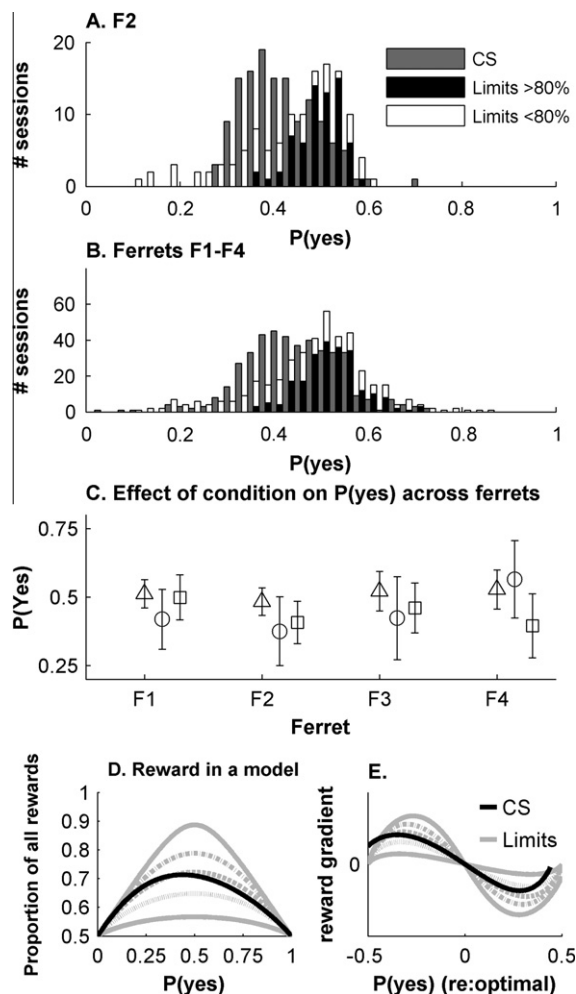 A. F2
20
10
0
# sessions
CS
Limits >80%
Limits <80%
0 0.2 0.4 0.6 0.8 1
P(yes)
B. Ferrets F1-F4
60
40
20
0
# sessions
0 0.2 0.4 0.6 0.8 1
P(yes)
C. Effect of condition on P(yes) across ferrets
0.75
0.5
0.25
P(Yes)
F1 F2 F3 F4
Ferret
D. Reward in a model
1
0.9
0.8
0.7
0.6
0.5
Proportion of all rewards
0 0.25 0.5 0.75 1
P(yes)
E.
CS
Limits
reward gradient
0
-0.5 0 0.5
P(yes) (re:optimal)